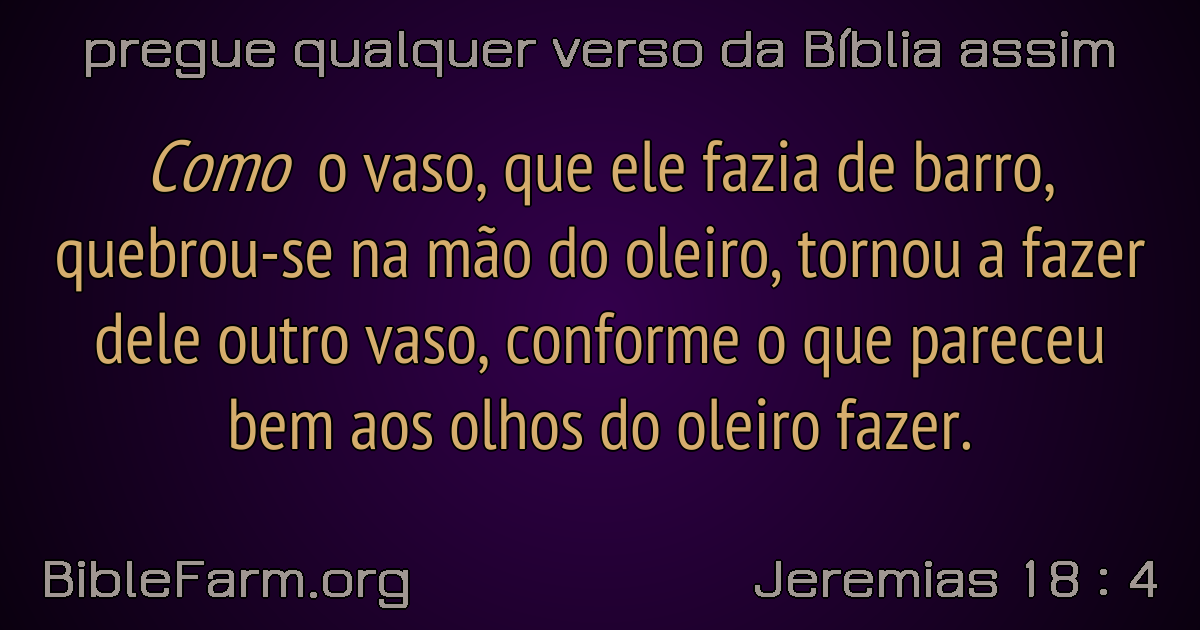 pregue qualquer verso da Bíblia assim
Como o vaso, que ele fazia de barro,
quebrou-se na mão do oleiro, tornou a fazer
dele outro vaso, conforme o que pareceu
bem aos olhos do oleiro fazer.
BibleFarm.org
Jeremias 18 : 4